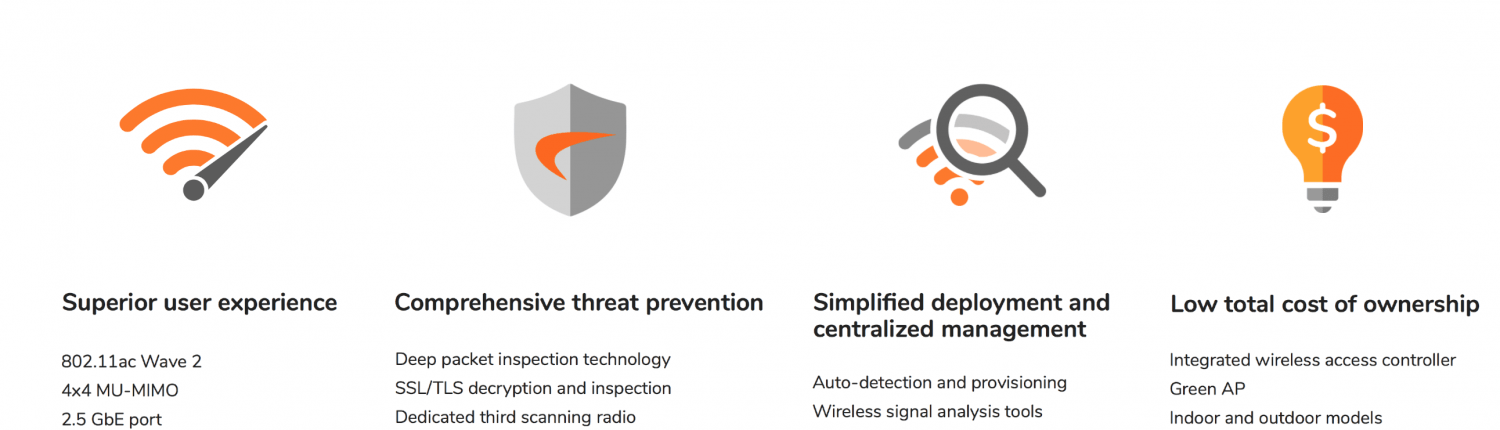 Superior user experience
802.11ac Wave 2
4x4 MU-MIMO
2.5 GbE port
Comprehensive threat prevention
Deep packet inspection technology
SSL/TLS decryption and inspection
Dedicated third scanning radio
Simplified deployment and
centralized management
Auto-detection and provisioning
Wireless signal analysis tools
$
Low total cost of ownership
Integrated wireless access controller
Green AP
Indoor and outdoor models